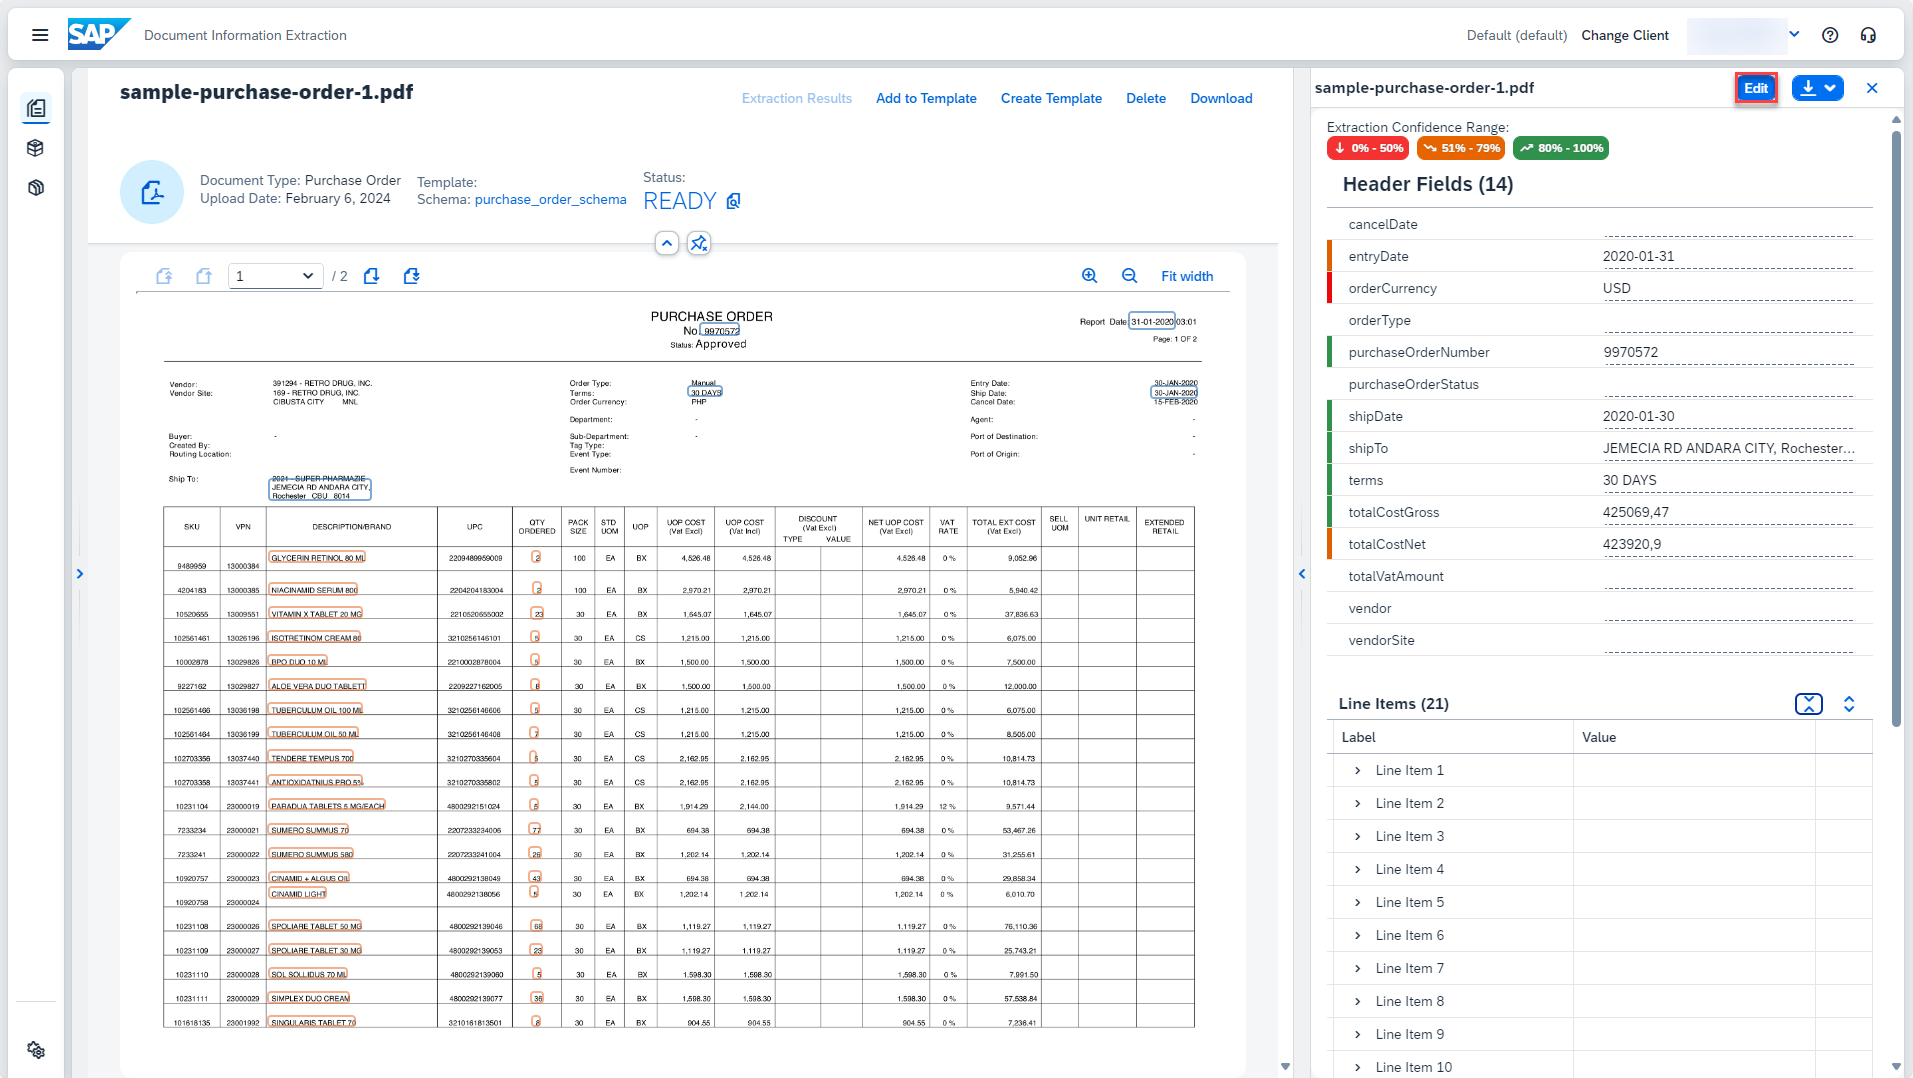 SAP Document Information Extraction Default (default) Change Client
sample-purchase-order-1.pdf
Extraction Results Add to Template Create Template Delete Download
Document Type: Purchase Order
Upload Date: February 6, 2024
Template:
Schema: purchase_order_schema
Status:
READY
1 / 2 Fit width
PURCHASE ORDER
No. 9970572
Status: Approved
Report Date: 31-01-2020 03:01
Page: 1 OF 2
Vendor: 391294 - RETRO DRUG, INC.
Vendor Site: 169 - RETRO DRUG, INC.
CIBUSTA CITY MNL
Order Type: Manual
Terms: 30 DAYS
Order Currency: PHP
Entry Date: 30-JAN-2020
Ship Date: 30-JAN-2020
Cancel Date: 15-FEB-2020
Department: -
Agent: -
Buyer: -
Created By:
Routing Location:
Sub-Department: -
Tag Type:
Event Type:
Event Number:
Port of Destination: -
Port of Origin: -
Ship To: 2021 - SUPER PHARMAZIE
JEMECIA RD ANDARA CITY,
Rochester CBU 8014
SKU VPN DESCRIPTION/BRAND UPC QTY ORDERED PACK SIZE STD UOM UOP UOP COST (Vat Excl) UOP COST (Vat Incl) DISCOUNT (Vat Excl) TYPE VALUE NET UOP COST (Vat Excl) VAT RATE TOTAL EXT COST (Vat Excl) SELL UOM UNIT RETAIL EXTENDED RETAIL
9489959 13000384 GLYCERIN RETINOL 80 ML 2209489959009 2 100 EA BX 4,526.48 4,526.48 4,526.48 0 % 9,052.96
4204183 13000385 NIACINAMID SERUM 800 2204204183004 2 100 EA BX 2,970.21 2,970.21 2,970.21 0 % 5,940.42
10520655 13009551 VITAMIN X TABLET 20 MG 2210520655002 23 30 EA BX 1,645.07 1,645.07 1,645.07 0 % 37,836.63
102561461 13026196 ISOTRETINOM CREAM 80 3210256146101 5 30 EA CS 1,215.00 1,215.00 1,215.00 0 % 6,075.00
10002878 13029826 BPO DUO 10 ML 2210002878004 5 30 EA BX 1,500.00 1,500.00 1,500.00 0 % 7,500.00
9227162 13029827 ALOE VERA DUO TABLETT 2209227162005 8 30 EA BX 1,500.00 1,500.00 1,500.00 0 % 12,000.00
102561466 13036198 TUBERCULUM OIL 100 ML 3210256146606 5 30 EA CS 1,215.00 1,215.00 1,215.00 0 % 6,075.00
102561464 13036199 TUBERCULUM OIL 50 ML 3210256146408 7 30 EA CS 1,215.00 1,215.00 1,215.00 0 % 8,505.00
102703356 13037440 TENDERE TEMPUS 700 3210270335604 5 30 EA CS 2,162.95 2,162.95 2,162.95 0 % 10,814.73
102703358 13037441 ANTIOXIDATNIUS PRO 5% 3210270335802 5 30 EA CS 2,162.95 2,162.95 2,162.95 0 % 10,814.73
10231104 23000019 PARADUA TABLETS 5 MG/EACH 4800292151024 5 30 EA BX 1,914.29 2,144.00 1,914.29 12 % 9,571.44
7233234 23000021 SUMERO SUMMUS 70 2207233234006 77 30 EA BX 694.38 694.38 694.38 0 % 53,467.26
7233241 23000022 SUMERO SUMMUS 580 2207233241004 26 30 EA BX 1,202.14 1,202.14 1,202.14 0 % 31,255.61
10920757 23000023 CINAMID + ALGUS OIL 4800292138049 43 30 EA BX 694.38 694.38 694.38 0 % 29,858.34
10920758 23000024 CINAMID LIGHT 4800292138056 5 30 EA BX 1,202.14 1,202.14 1,202.14 0 % 6,010.70
10231108 23000026 SPOLIARE TABLET 50 MG 4800292139046 68 30 EA BX 1,119.27 1,119.27 1,119.27 0 % 76,110.36
10231109 23000027 SPOLIARE TABLET 30 MG 4800292139053 23 30 EA BX 1,119.27 1,119.27 1,119.27 0 % 25,743.21
10231110 23000028 SOL SOLLIDUS 70 ML 4800292139060 5 30 EA BX 1,598.30 1,598.30 1,598.30 0 % 7,991.50
10231111 23000029 SIMPLEX DUO CREAM 4800292139077 36 30 EA BX 1,598.30 1,598.30 1,598.30 0 % 57,538.84
101618135 23001992 SINGULARIS TABLET 70 3210161813501 8 30 EA BX 904.55 904.55 904.55 0 % 7,236.41
sample-purchase-order-1.pdf Edit
Extraction Confidence Range:
0% - 50% 51% - 79% 80% - 100%
Header Fields (14)
cancelDate
entryDate 2020-01-31
orderCurrency USD
orderType
purchaseOrderNumber 9970572
purchaseOrderStatus
shipDate 2020-01-30
shipTo JEMECIA RD ANDARA CITY, Rochester...
terms 30 DAYS
totalCostGross 425069,47
totalCostNet 423920,9
totalVatAmount
vendor
vendorSite
Line Items (21)
Label Value
Line Item 1
Line Item 2
Line Item 3
Line Item 4
Line Item 5
Line Item 6
Line Item 7
Line Item 8
Line Item 9
Line Item 10